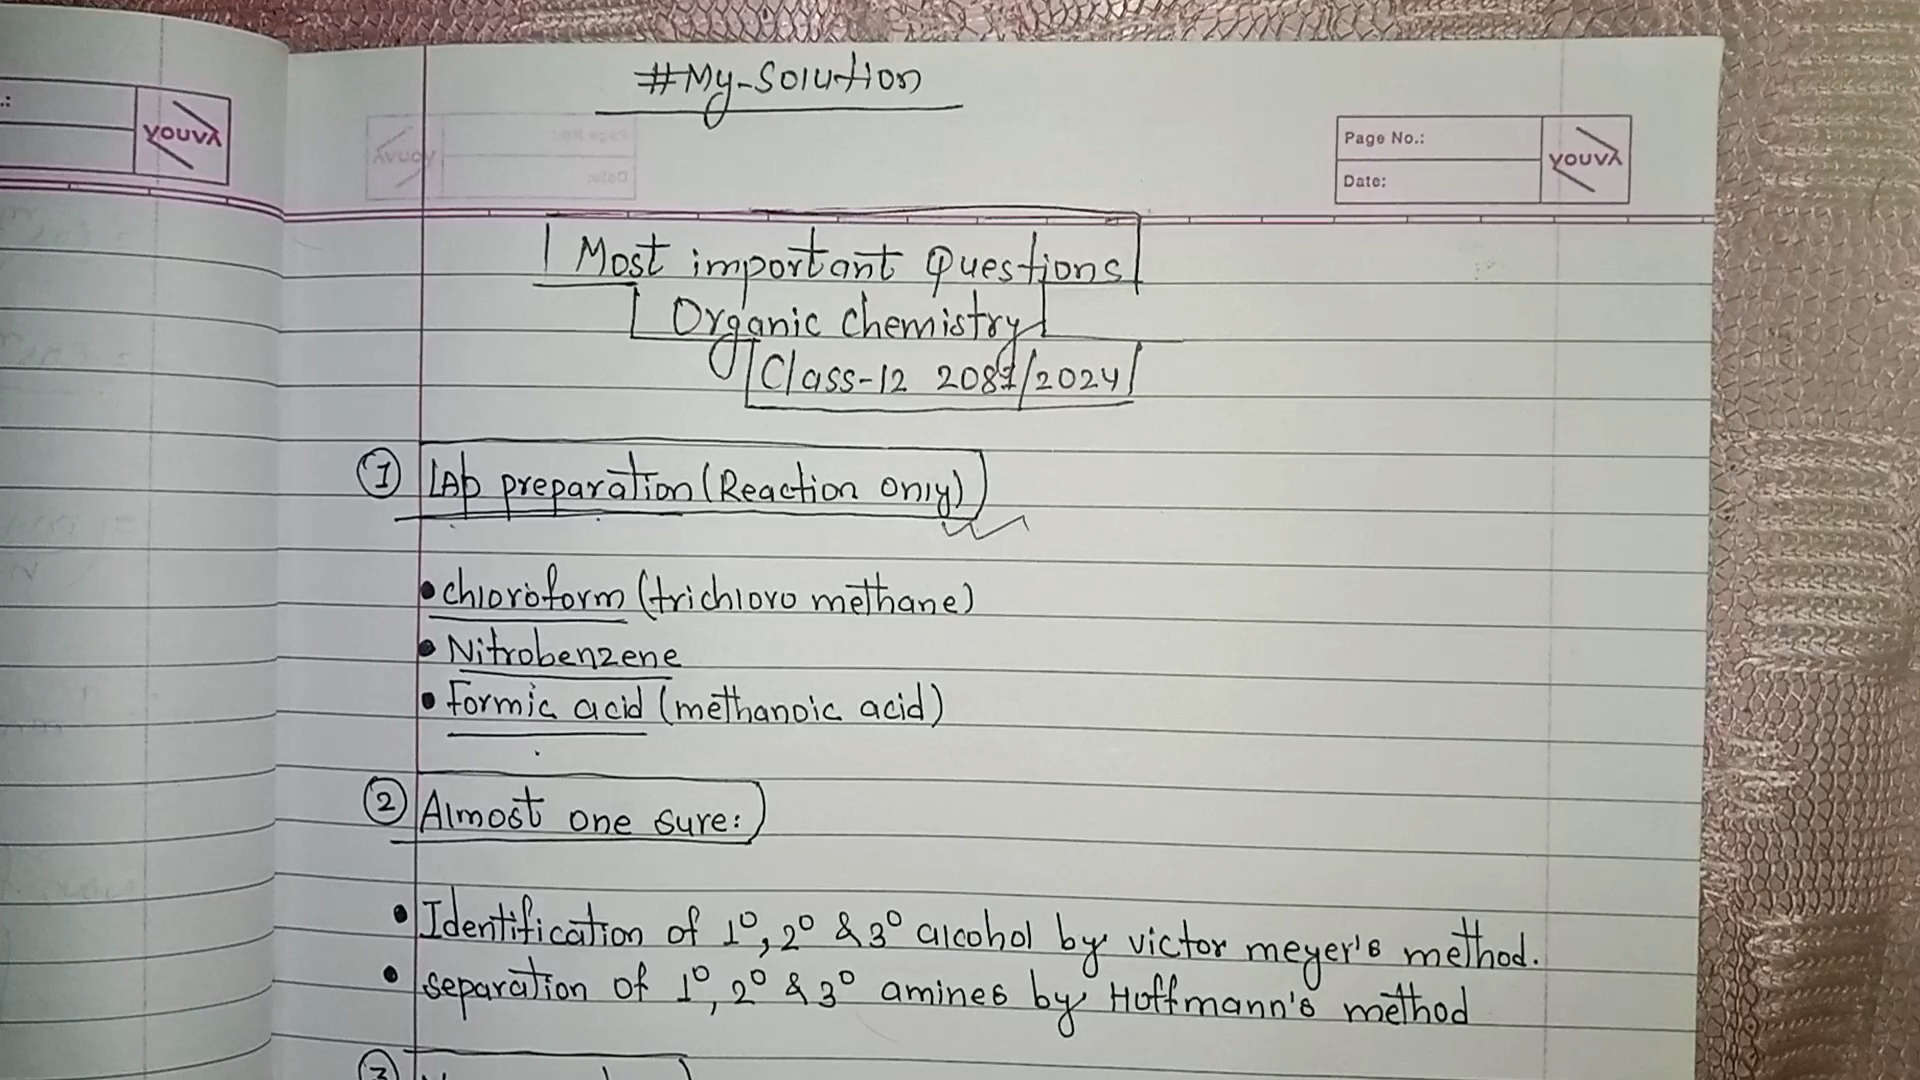 #My-Solution
.:
youva
Page No.:
Date:
youva
Most important Questions
Organic Chemistry
Class-12 2081/2024
① Lab preparation (Reaction only)
• chloroform (trichloro methane)
• Nitrobenzene
• Formic acid (methanoic acid)
② Almost one sure:
• Identification of 1°, 2° & 3° alcohol by victor meyer's method.
• separation of 1°, 2° & 3° amines by Hoffmann's method
③